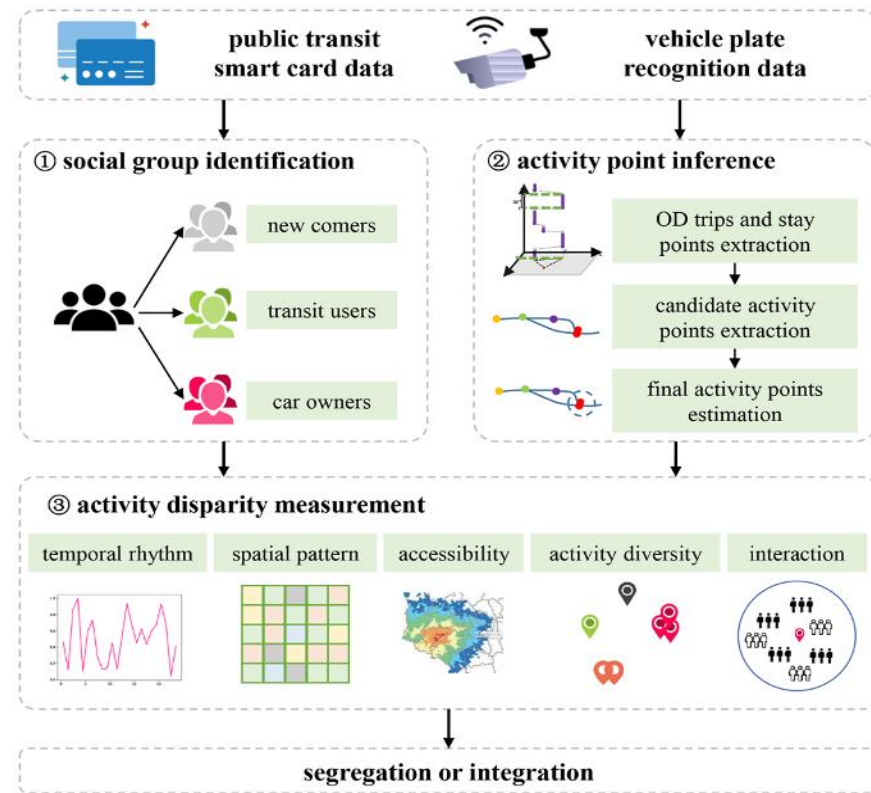 public transit
smart card data
vehicle plate
recognition data
① social group identification
new comers
transit users
car owners
② activity point inference
OD trips and stay
points extraction
candidate activity
points extraction
final activity points
estimation
③ activity disparity measurement
temporal rhythm
spatial pattern
accessibility
activity diversity
interaction
segregation or integration